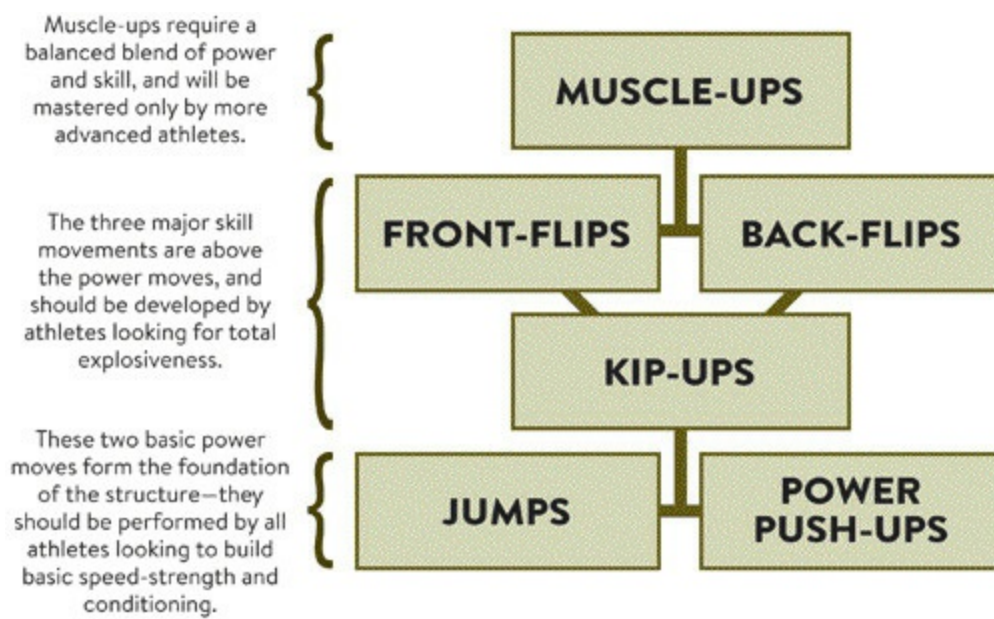 Muscle-ups require a
balanced blend of power
and skill, and will be
mastered only by more
advanced athletes.
MUSCLE-UPS
The three major skill
movements are above
the power moves, and
should be developed by
athletes looking for total
explosiveness.
FRONT-FLIPS
BACK-FLIPS
KIP-UPS
These two basic power
moves form the foundation
of the structure—they
should be performed by all
athletes looking to build
basic speed-strength and
conditioning.
JUMPS
POWER
PUSH-UPS